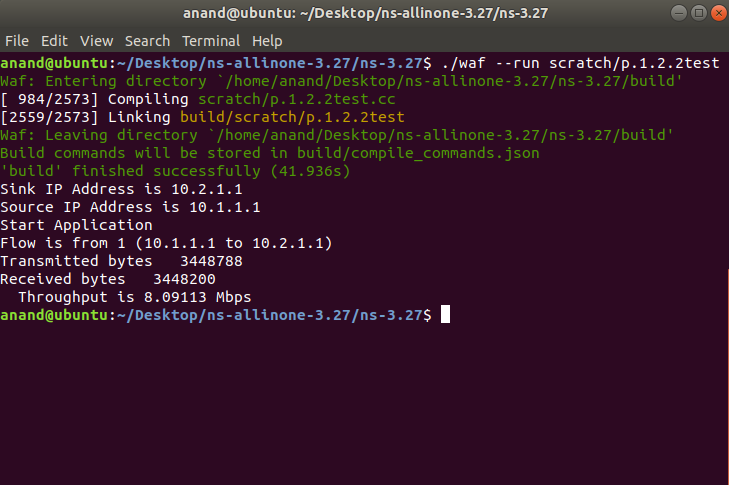 anand@ubuntu: ~/Desktop/ns-allinone-3.27/ns-3.27
File Edit View Search Terminal Help
anand@ubuntu:~/Desktop/ns-allinone-3.27/ns-3.27$ ./waf --run scratch/p.1.2.2test
Waf: Entering directory `/home/anand/Desktop/ns-allinone-3.27/ns-3.27/build'
[ 984/2573] Compiling scratch/p.1.2.2test.cc
[2559/2573] Linking build/scratch/p.1.2.2test
Waf: Leaving directory `/home/anand/Desktop/ns-allinone-3.27/ns-3.27/build'
Build commands will be stored in build/compile_commands.json
'build' finished successfully (41.936s)
Sink IP Address is 10.2.1.1
Source IP Address is 10.1.1.1
Start Application
Flow is from 1 (10.1.1.1 to 10.2.1.1)
Transmitted bytes   3448788
Received bytes   3448200
  Throughput is 8.09113 Mbps
anand@ubuntu:~/Desktop/ns-allinone-3.27/ns-3.27$